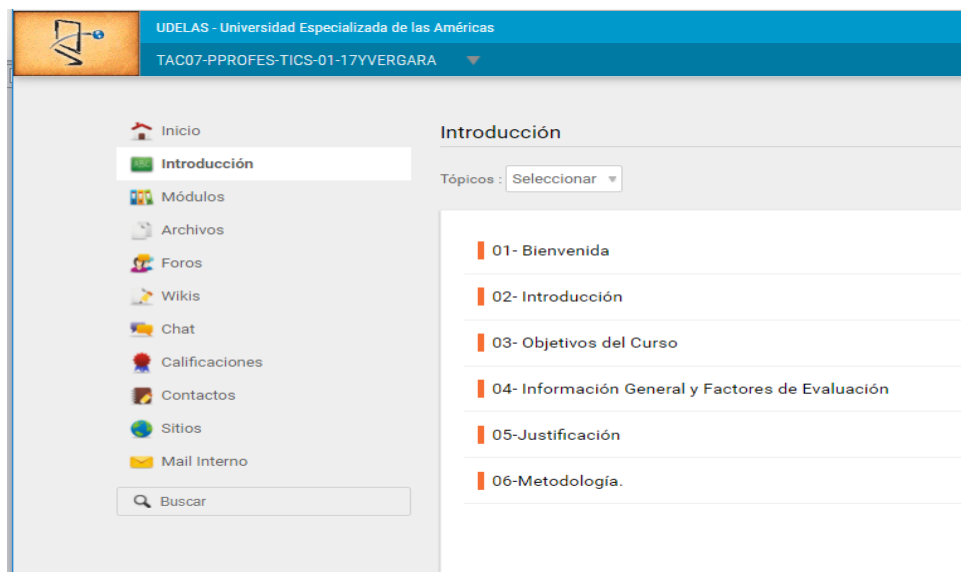 UDELAS - Universidad Especializada de las Américas
TAC07-PPROFES-TICS-01-17YVERGARA
Inicio
Introducción
Módulos
Archivos
Foros
Wikis
Chat
Calificaciones
Contactos
Sitios
Mail Interno
Buscar
Introducción
Tópicos : Seleccionar
01- Bienvenida
02- Introducción
03- Objetivos del Curso
04- Información General y Factores de Evaluación
05-Justificación
06-Metodología.